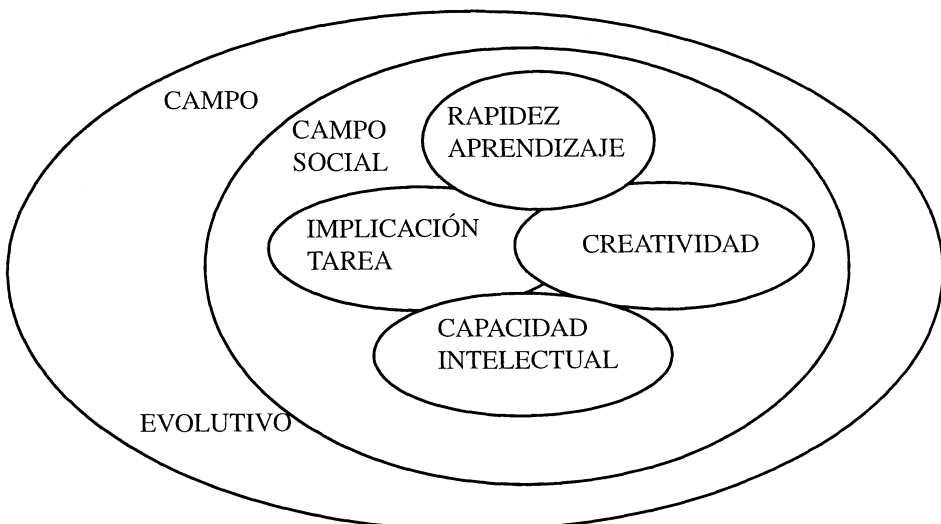 CAMPO
CAMPO
SOCIAL
RAPIDEZ
APRENDIZAJE
IMPLICACIÓN
TAREA
CREATIVIDAD
CAPACIDAD
INTELECTUAL
EVOLUTIVO